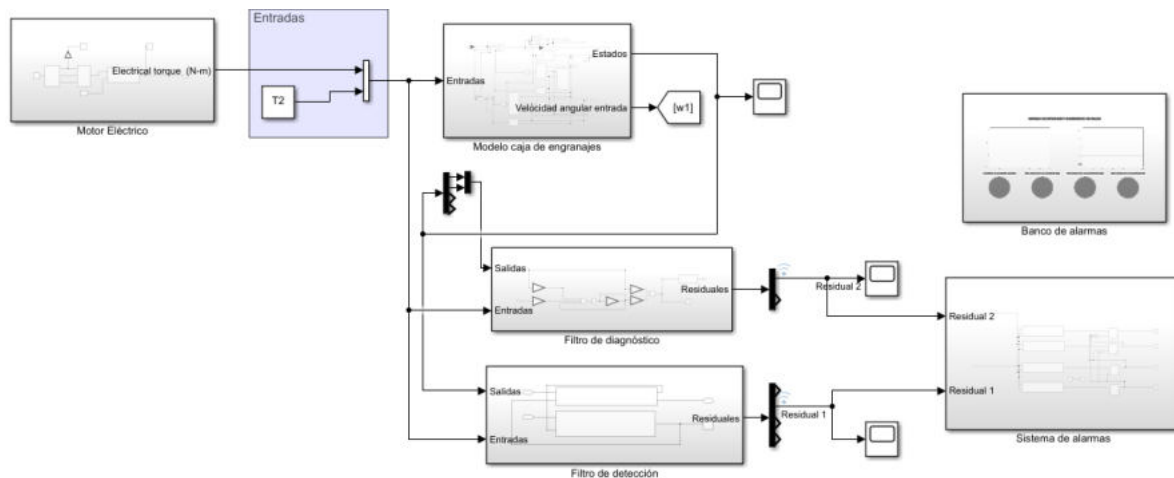 Entradas
Electrical torque (N-m)
T2
Motor Eléctrico
Entradas
Estados
Velocidad angular entrada
[w1]
Modelo caja de engranajes
Banco de alarmas
Salidas
Entradas
Residuales
Filtro de diagnóstico
Residual 2
Residual 2
Residual 1
Sistema de alarmas
Salidas
Entradas
Residuales
Filtro de detección
Residual 1